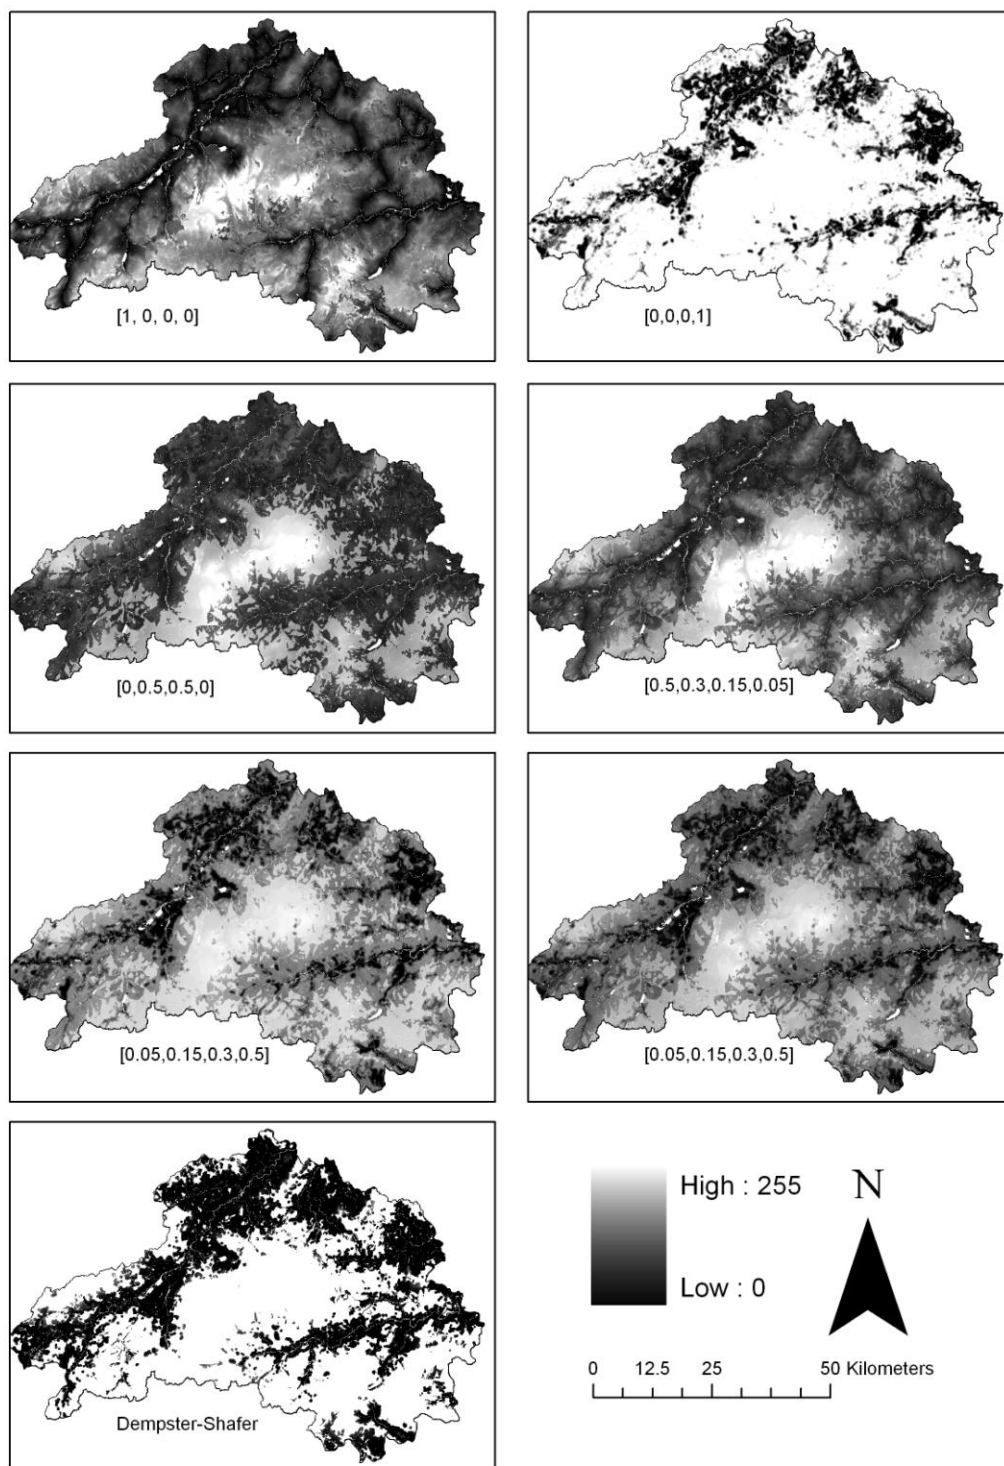 [1, 0, 0, 0]
[0,0,0,1]
[0,0.5,0.5,0]
[0.5,0.3,0.15,0.05]
[0.05,0.15,0.3,0.5]
[0.05,0.15,0.3,0.5]
Dempster-Shafer
High : 255
Low : 0
N
0 12.5 25 50 Kilometers